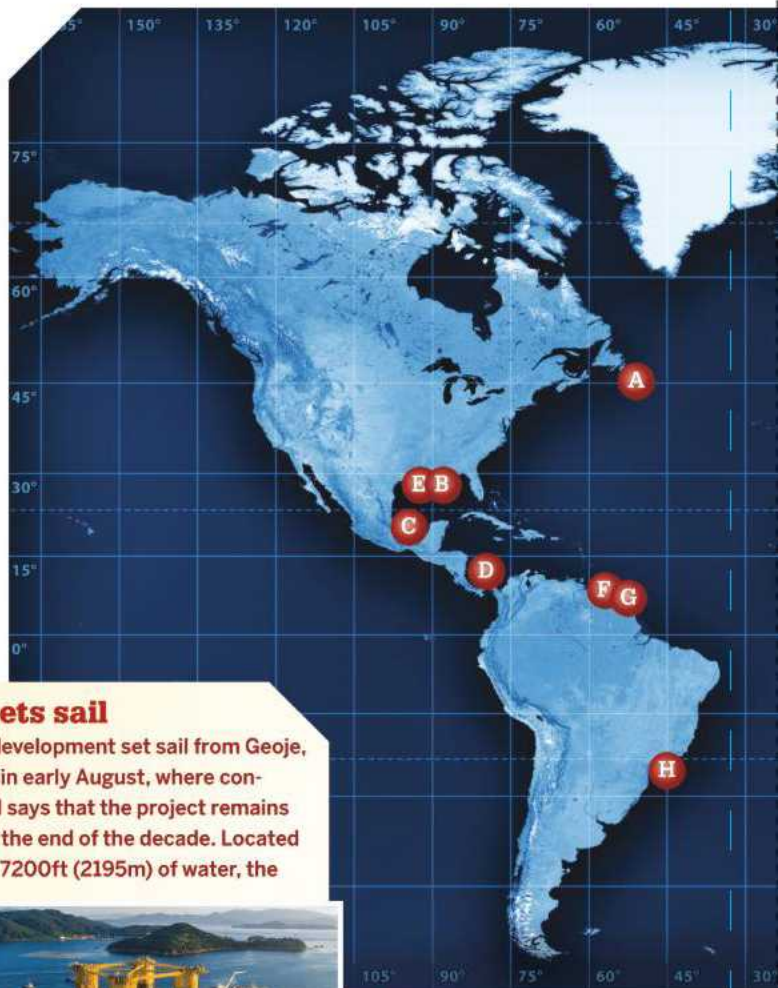 150° 135° 120° 105° 90° 75° 60° 45° 30°
75°
60°
A
45°
E B
30°
C
15°
D
F G
0°
H
ets sail
development set sail from Geoje,
in early August, where con-
says that the project remains
the end of the decade. Located
7200ft (2195m) of water, the
105° 90° 75° 60° 45° 30°